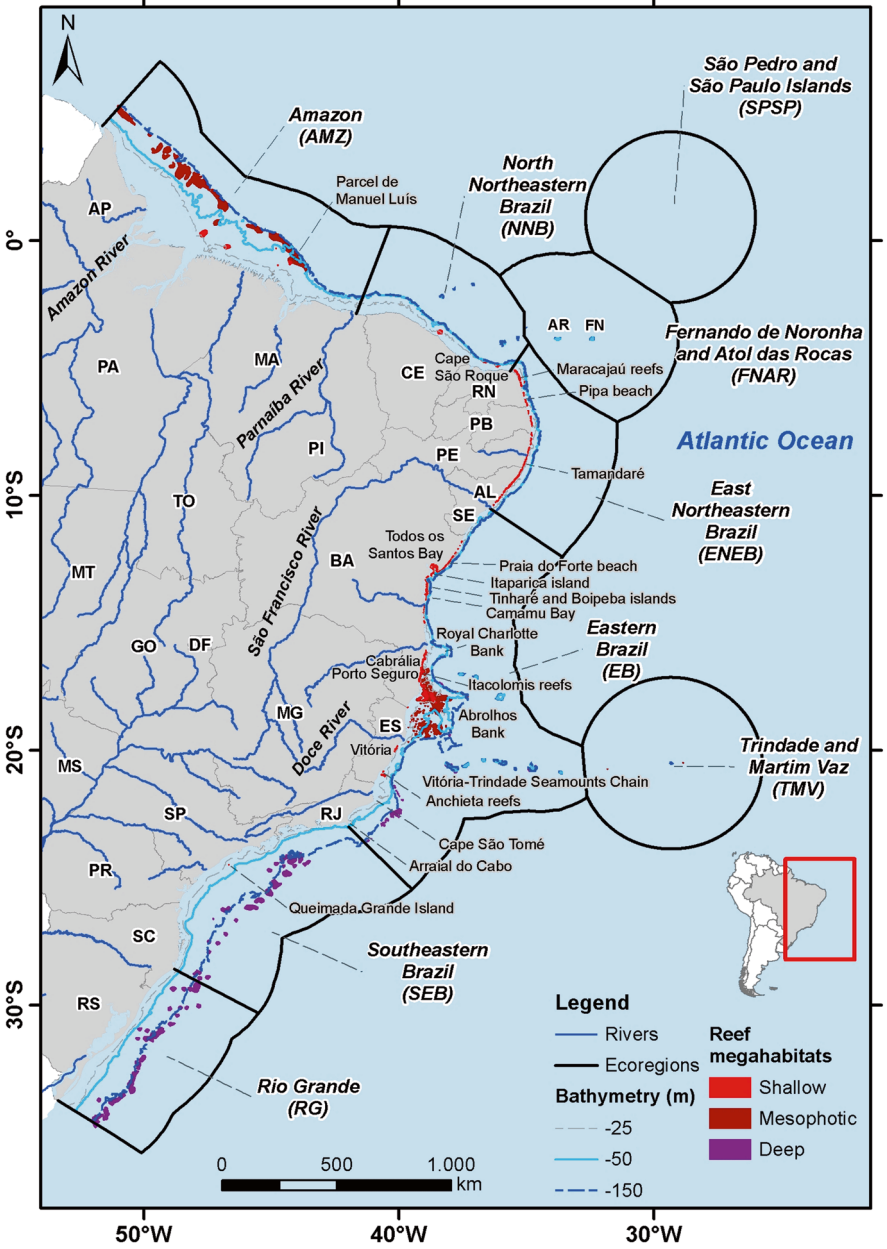 N
São Pedro and
São Paulo Islands
(SPSP)
Amazon
(AMZ)
North
Northeastern
Brazil
(NNB)
Parcel de
Manuel Luís
AP
0°
Amazon River
AR
FN
Fernando de Noronha
and Atol das Rocas
(FNAR)
PA
MA
Parnaíba River
CE
Cape
São Roque
RN
Maracajaú reefs
Pipa beach
PB
PI
PE
Atlantic Ocean
Tamandaré
10°S
TO
AL
SE
East
Northeastern
Brazil
(ENEB)
São Francisco River
Todos os
Santos Bay
BA
MT
Praia do Forte beach
Itaparica island
Tinharé and Boipeba islands
Camamu Bay
GO
DF
Royal Charlotte
Bank
Eastern
Brazil
(EB)
Cabrália
Porto Seguro
Itacolomis reefs
MG
Doce River
ES
Abrolhos
Bank
20°S
MS
Vitória
Trindade and
Martim Vaz
(TMV)
Vitória-Trindade Seamounts Chain
Anchieta reefs
SP
RJ
Cape São Tomé
PR
Arraial do Cabo
Queimada Grande Island
SC
Southeastern
Brazil
(SEB)
30°S
RS
Rio Grande
(RG)
Legend
Rivers
Ecoregions
Bathymetry (m)
-25
-50
-150
Reef
megahabitats
Shallow
Mesophotic
Deep
0 500 1.000
km
50°W 40°W 30°W